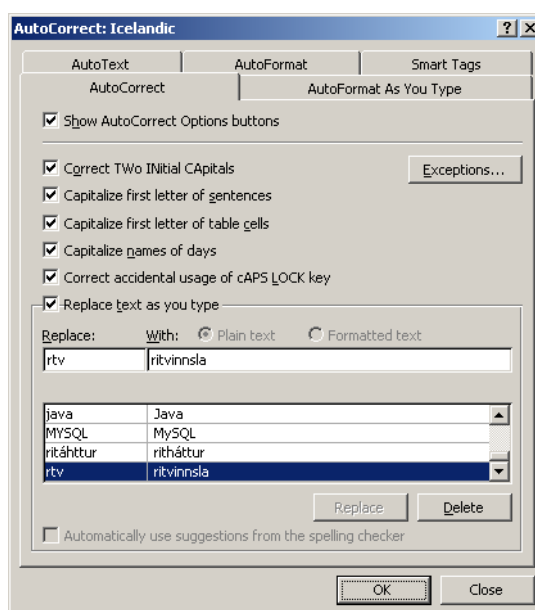 AutoCorrect: Icelandic
AutoText AutoFormat Smart Tags
AutoCorrect AutoFormat As You Type
Show AutoCorrect Options buttons
Correct TWo INitial CApitals
Exceptions...
Capitalize first letter of sentences
Capitalize first letter of table cells
Capitalize names of days
Correct accidental usage of cAPS LOCK key
Replace text as you type
Replace: With: Plain text Formatted text
rtv ritvinnsla
java Java
MYSQL MySQL
ritáhttur ritháttur
rtv ritvinnsla
Replace Delete
Automatically use suggestions from the spelling checker
OK Close